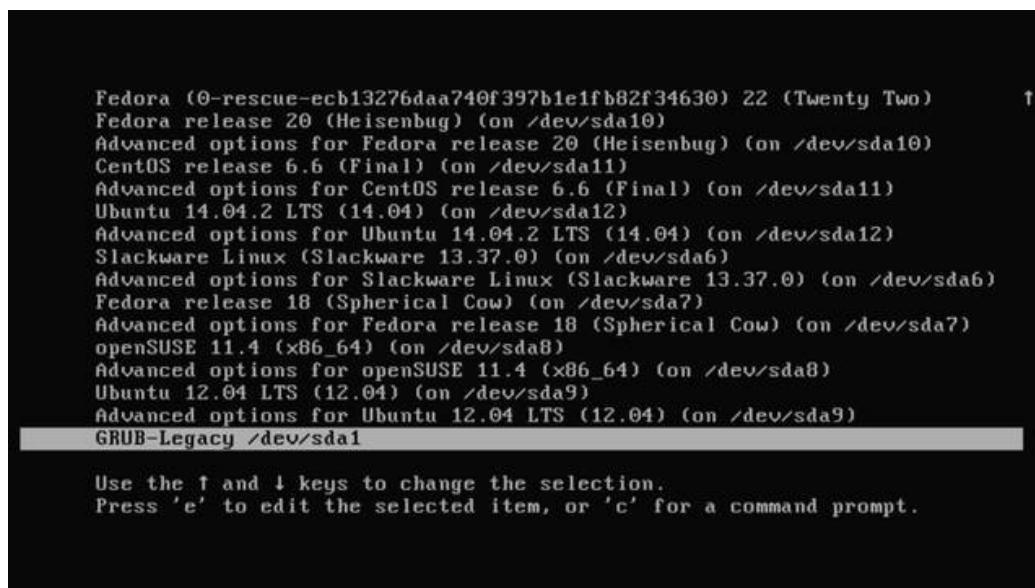 Fedora (0-rescue-ecb13276daa740f397b1e1fb82f34630) 22 (Twenty Two) ↑
Fedora release 20 (Heisenbug) (on /dev/sda10)
Advanced options for Fedora release 20 (Heisenbug) (on /dev/sda10)
CentOS release 6.6 (Final) (on /dev/sda11)
Advanced options for CentOS release 6.6 (Final) (on /dev/sda11)
Ubuntu 14.04.2 LTS (14.04) (on /dev/sda12)
Advanced options for Ubuntu 14.04.2 LTS (14.04) (on /dev/sda12)
Slackware Linux (Slackware 13.37.0) (on /dev/sda6)
Advanced options for Slackware Linux (Slackware 13.37.0) (on /dev/sda6)
Fedora release 18 (Spherical Cow) (on /dev/sda7)
Advanced options for Fedora release 18 (Spherical Cow) (on /dev/sda7)
openSUSE 11.4 (x86_64) (on /dev/sda8)
Advanced options for openSUSE 11.4 (x86_64) (on /dev/sda8)
Ubuntu 12.04 LTS (12.04) (on /dev/sda9)
Advanced options for Ubuntu 12.04 LTS (12.04) (on /dev/sda9)
GRUB-Legacy /dev/sda1
Use the ↑ and ↓ keys to change the selection.
Press 'e' to edit the selected item, or 'c' for a command prompt.